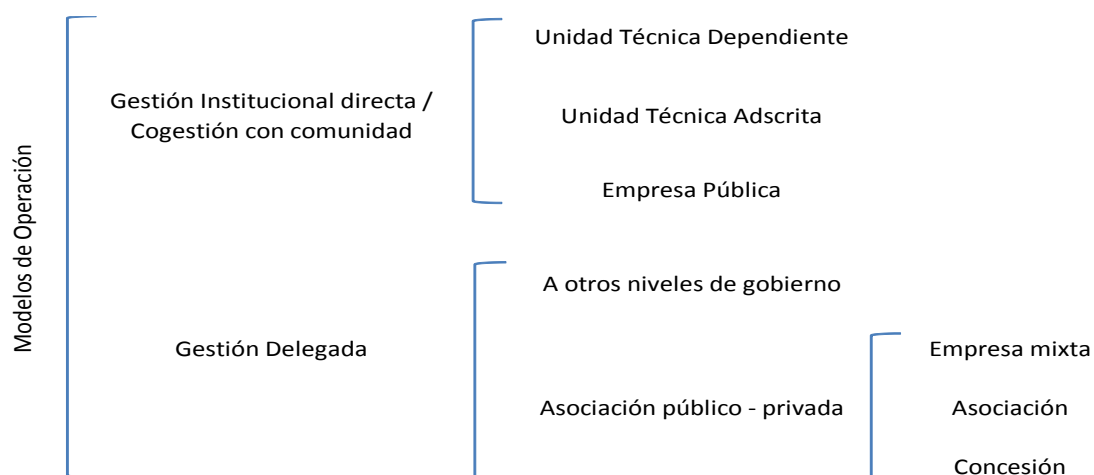 Modelos de Operación
Gestión Institucional directa /
Cogestión con comunidad
Unidad Técnica Dependiente
Unidad Técnica Adscrita
Empresa Pública
Gestión Delegada
A otros niveles de gobierno
Asociación público - privada
Empresa mixta
Asociación
Concesión